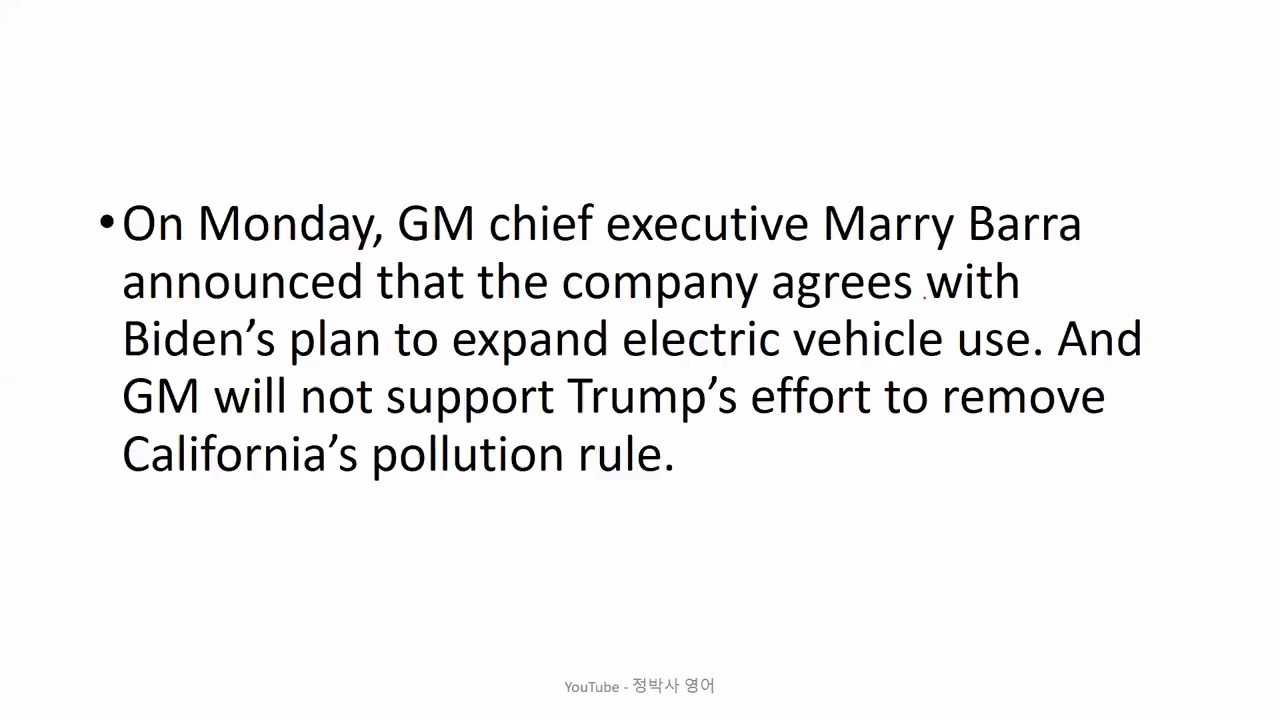 •On Monday, GM chief executive Marry Barra
announced that the company agrees with
Biden’s plan to expand electric vehicle use. And
GM will not support Trump’s effort to remove
California’s pollution rule.
YouTube - 정박사 영어